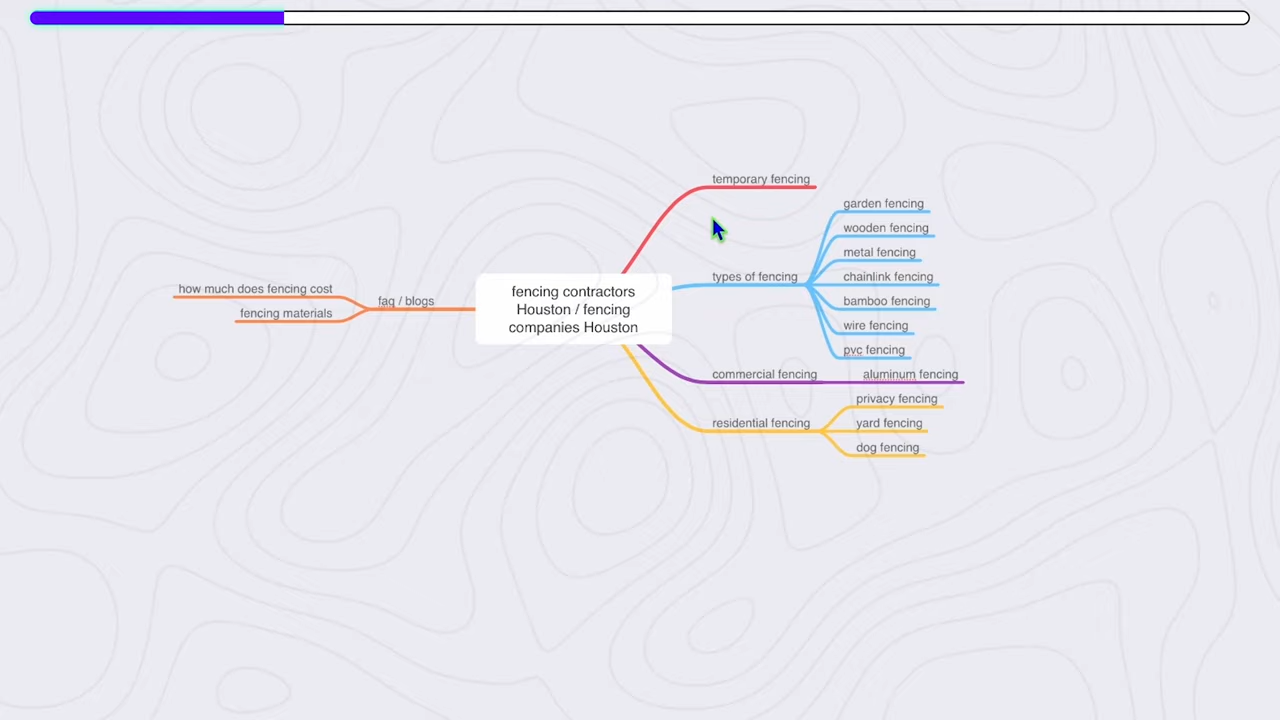 temporary fencing
garden fencing
wooden fencing
metal fencing
types of fencing
chainlink fencing
how much does fencing cost
fencing contractors
Houston / fencing
companies Houston
faq / blogs
bamboo fencing
fencing materials
wire fencing
pvc fencing
commercial fencing
aluminum fencing
privacy fencing
residential fencing
yard fencing
dog fencing